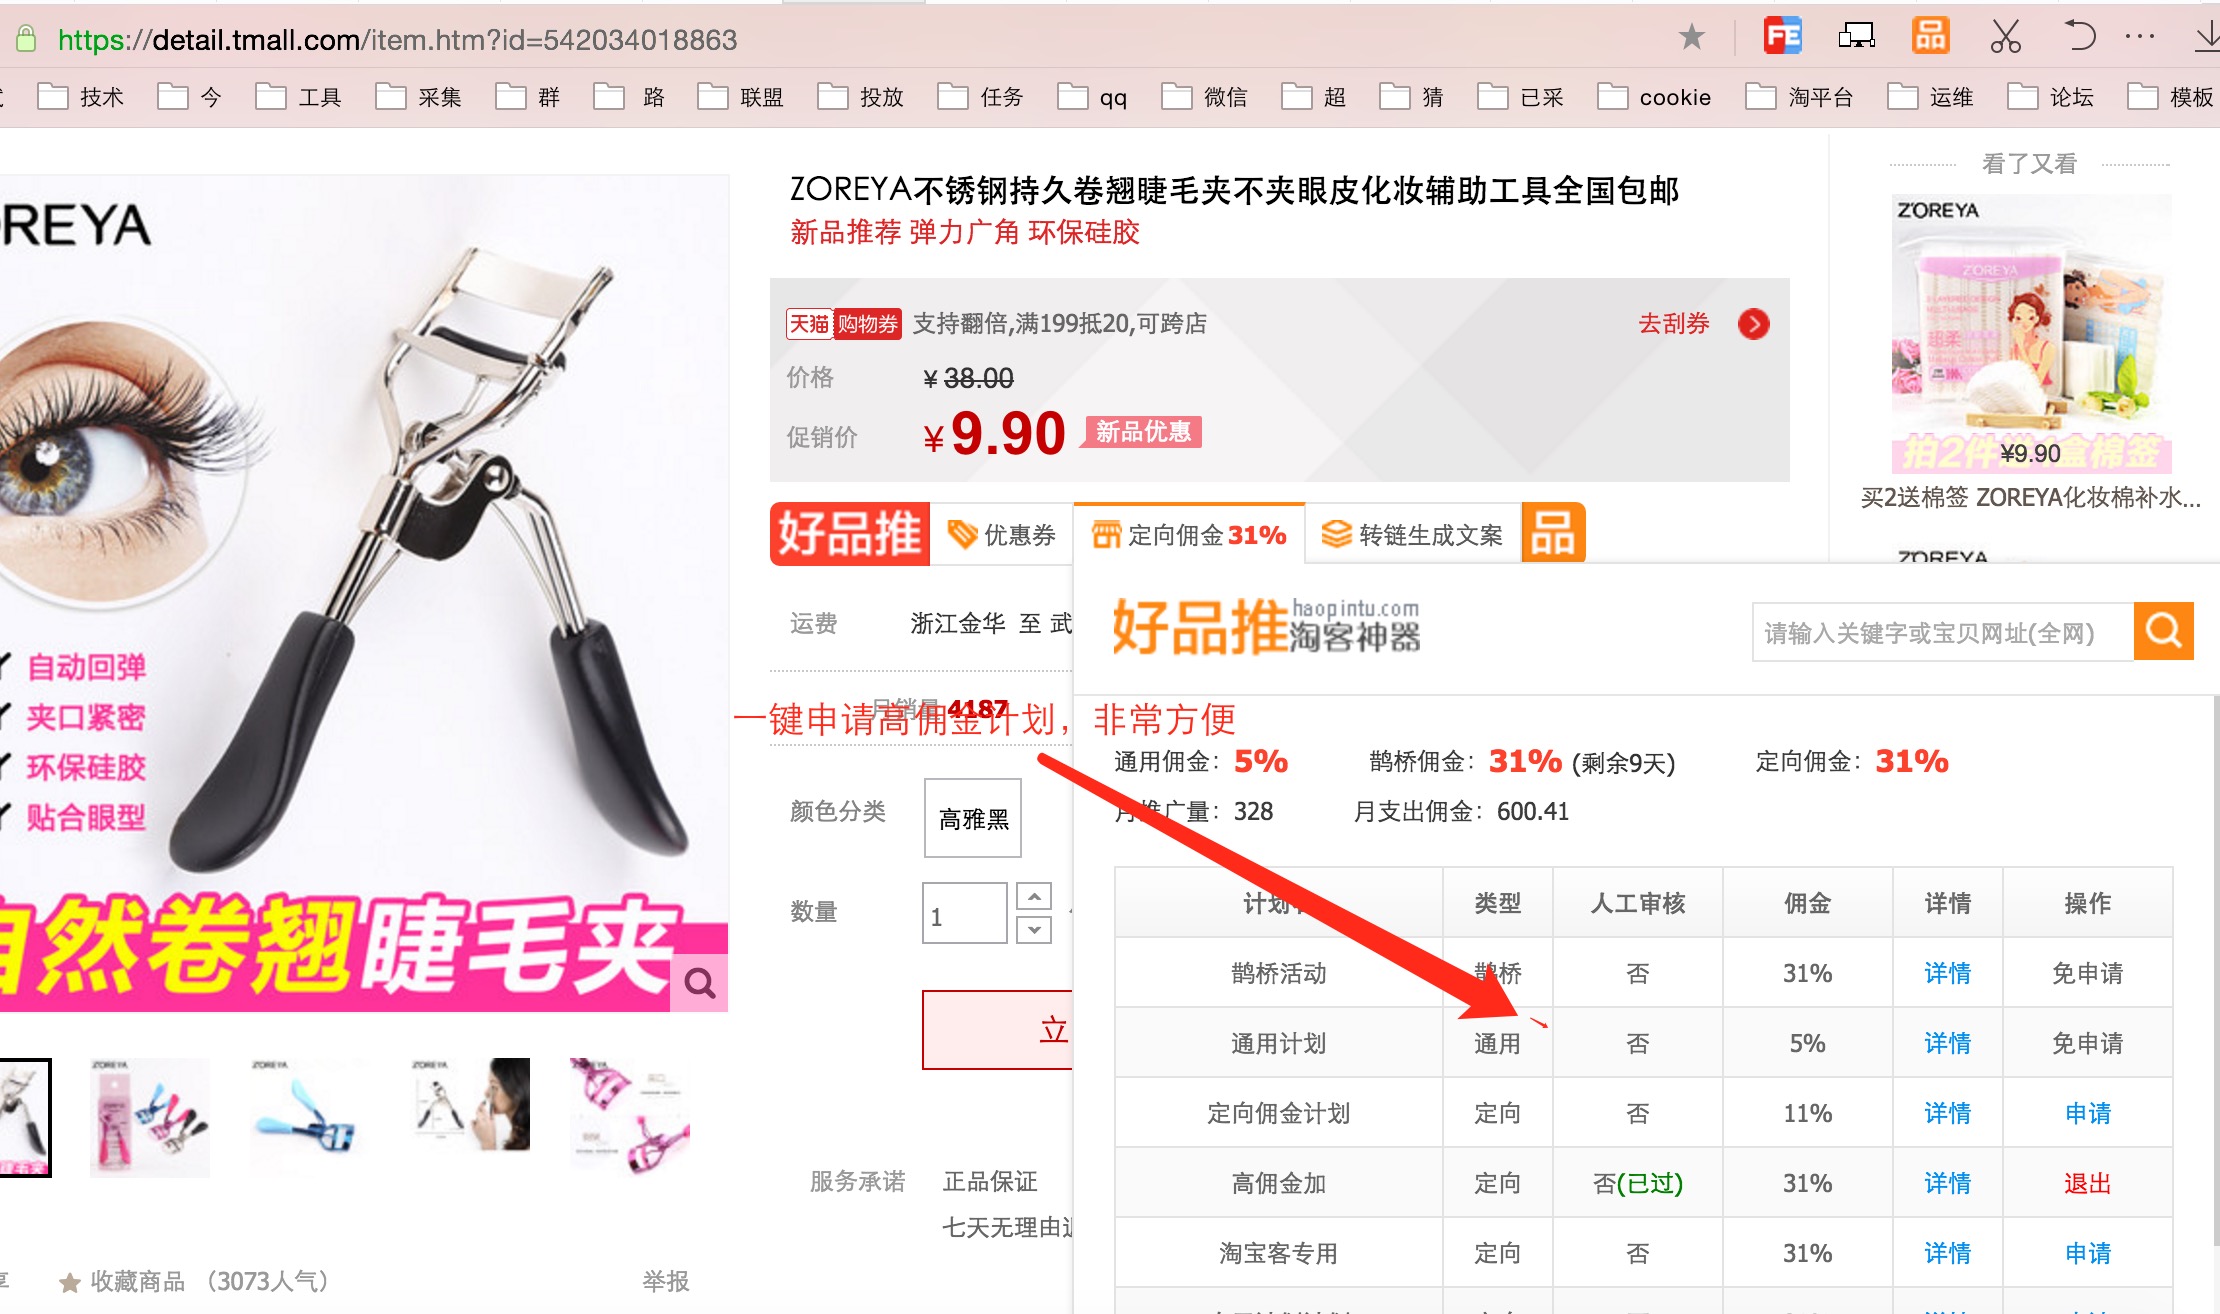 https://detail.tmall.com/item.htm?id=542034018863
技术 今 工具 采集 群 路 联盟 投放 任务 qq 微信 超 猜 已采 cookie 淘平台 运维 论坛 模板
ZOREYA不锈钢持久卷翘睫毛夹不夹眼皮化妆辅助工具全国包邮
新品推荐 弹力广角 环保硅胶
天猫 购物券 支持翻倍,满199抵20,可跨店 去刮券
价格 ¥ 38.00
促销价 ¥ 9.90 新品优惠
好品推 优惠券 定向佣金 31% 转链生成文案 品
运费 浙江金华 至 武
月销量 4187
一键申请高佣金计划，非常方便
颜色分类 高雅黑
数量 1
立
服务承诺 正品保证
七天无理由退
OREYA
自动回弹
夹口紧密
环保硅胶
贴合眼型
自然卷翘睫毛夹
收藏商品 （3073人气）
举报
看了又看
ZOREYA
ZOREYA
超柔
拍2件送1盒棉签
¥9.90
买2送棉签 ZOREYA化妆棉补水...
ZOREYA
好品推 haopintu.com 淘客神器
请输入关键字或宝贝网址(全网)
通用佣金： 5% 鹊桥佣金： 31% (剩余9天) 定向佣金： 31%
月推广量： 328 月支出佣金： 600.41
类型 人工审核 佣金 详情 操作
鹊桥活动 鹊桥 否 31% 详情 免申请
通用计划 通用 否 5% 详情 免申请
定向佣金计划 定向 否 11% 详情 申请
高佣金加 定向 否(已过) 31% 详情 退出
淘宝客专用 定向 否 31% 详情 申请